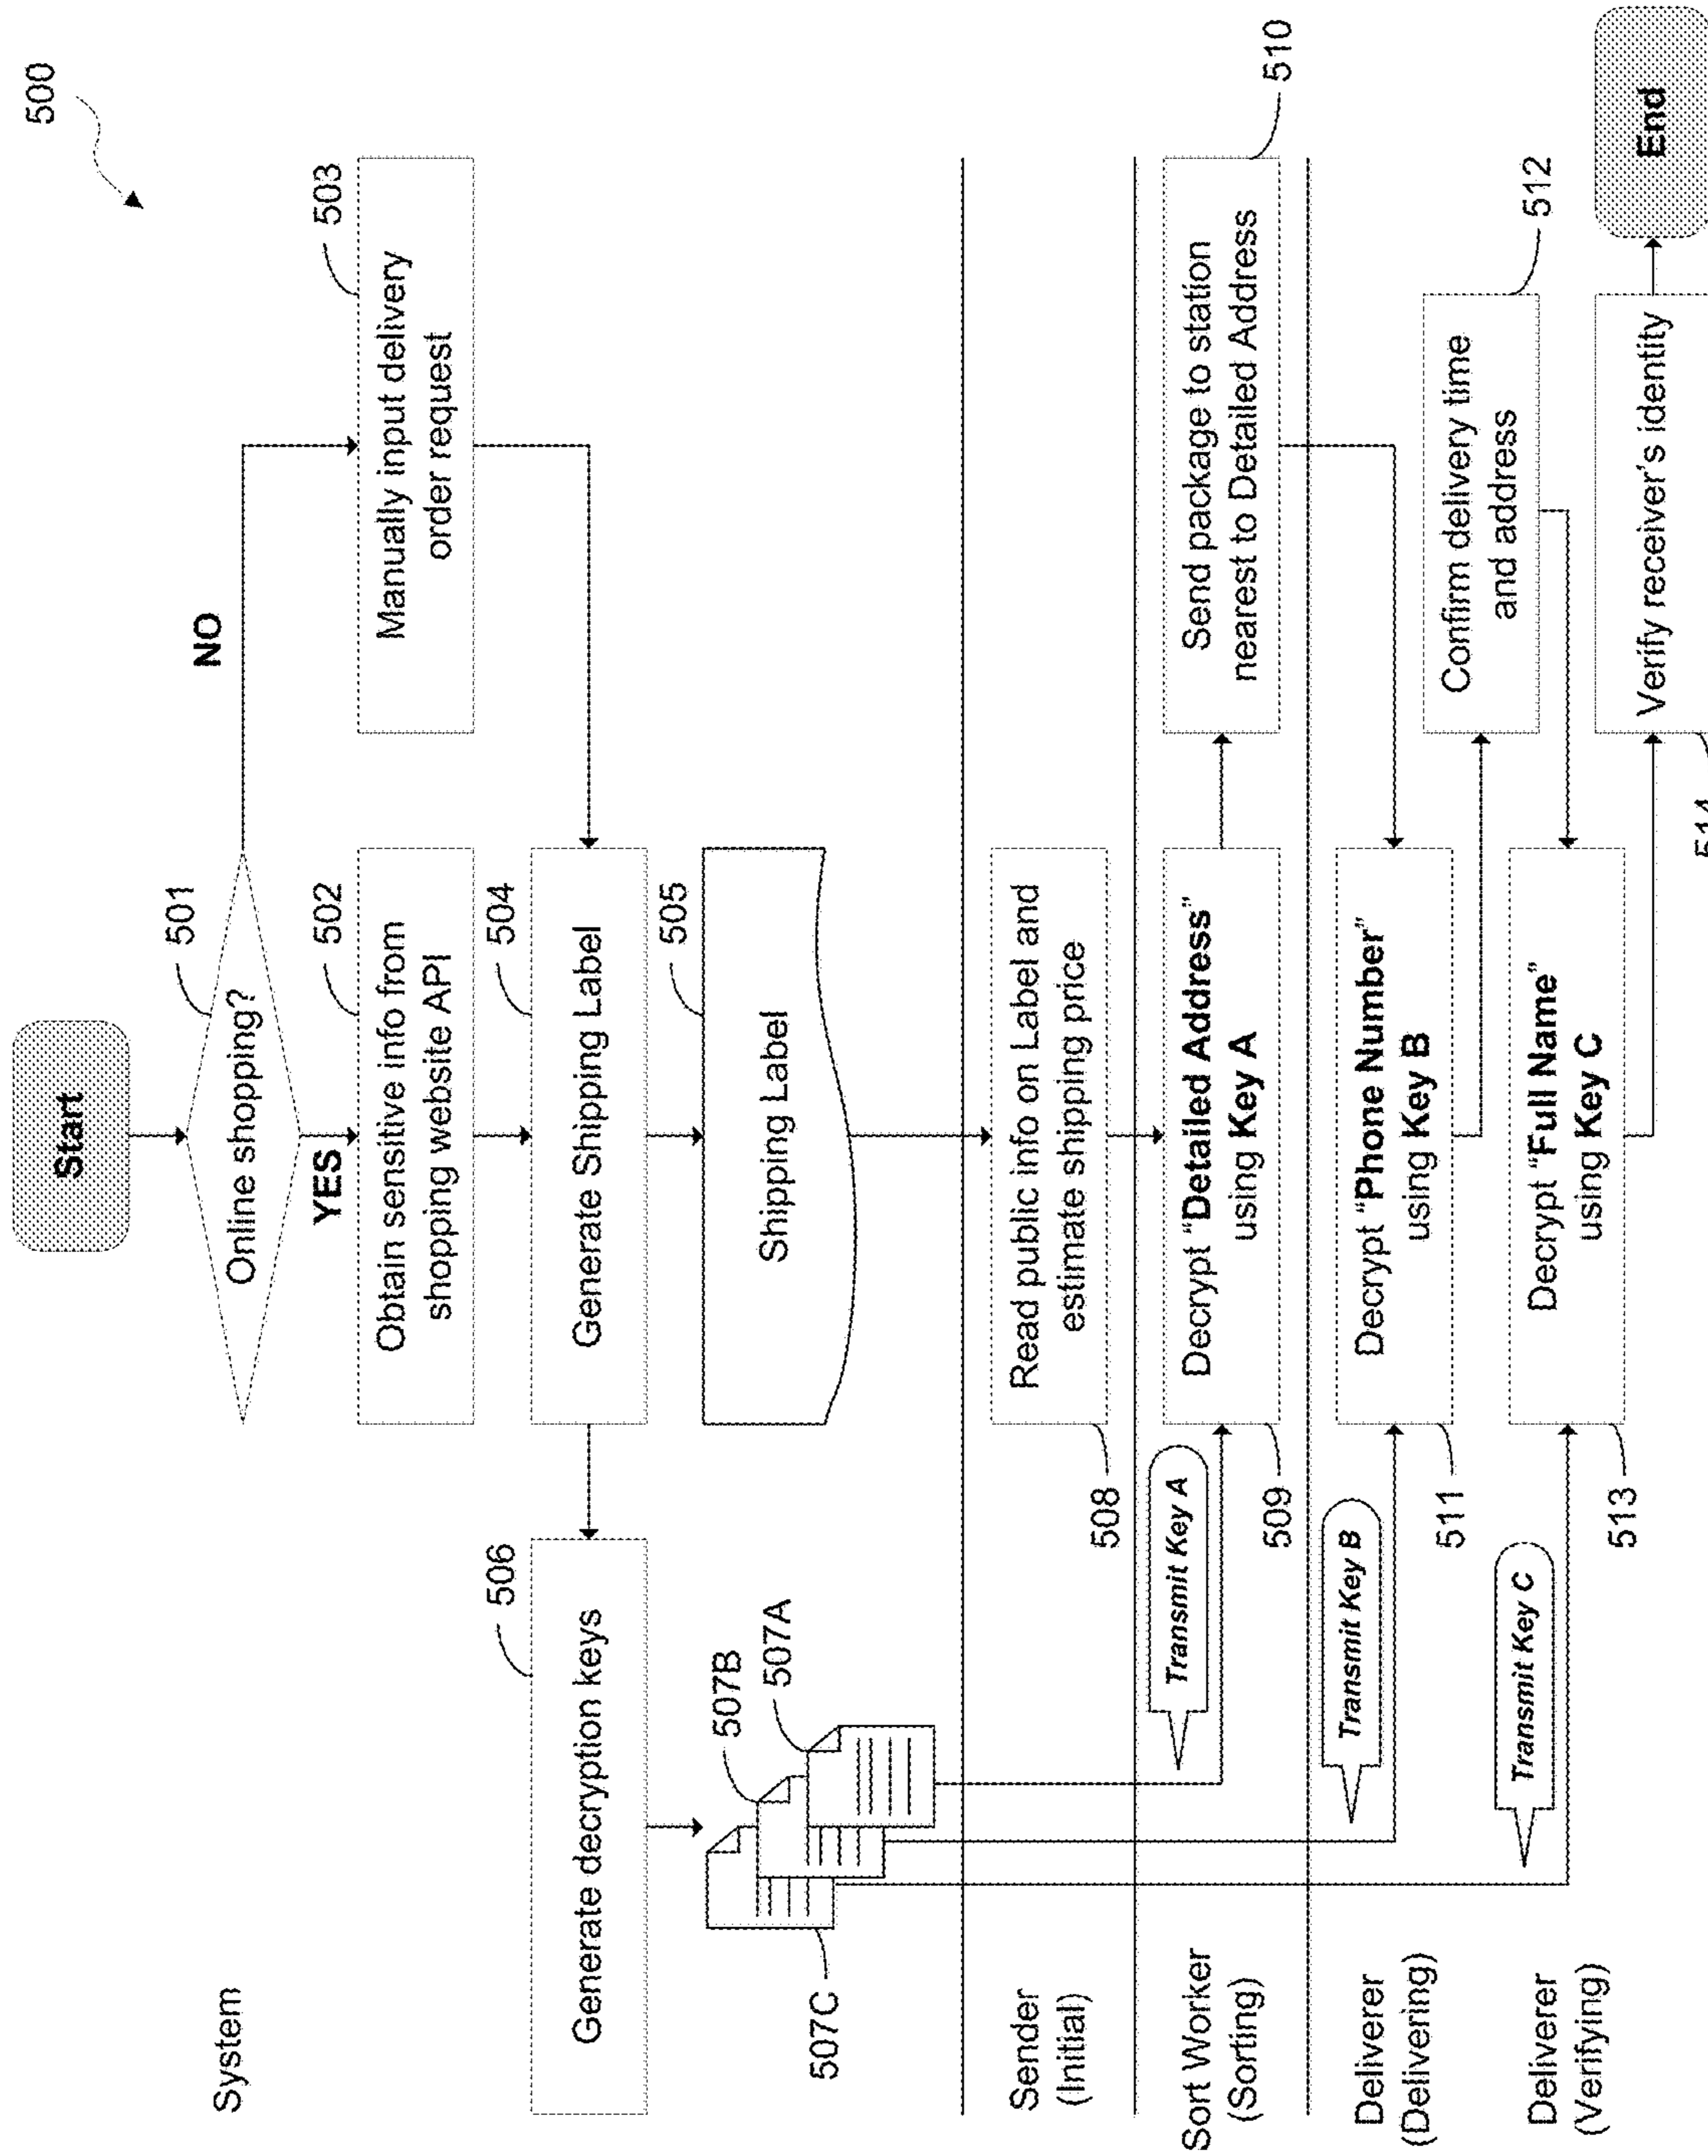 500
Start
501
Online shopping?
NO
YES
502
Obtain sensitive info from
shopping website API
503
Manually input delivery
order request
System
506
Generate decryption keys
504
Generate Shipping Label
505
Shipping Label
507B
507A
507C
Sender
(Initial)
508
Read public info on Label and
estimate shipping price
Sort Worker
(Sorting)
Transmit Key A
509
Decrypt “Detailed Address”
using Key A
Send package to station
nearest to Detailed Address
510
Deliverer
(Delivering)
Transmit Key B
511
Decrypt “Phone Number”
using Key B
Confirm delivery time
and address
512
Deliverer
(Verifying)
Transmit Key C
513
Decrypt “Full Name”
using Key C
514
Verify receiver's identity
End